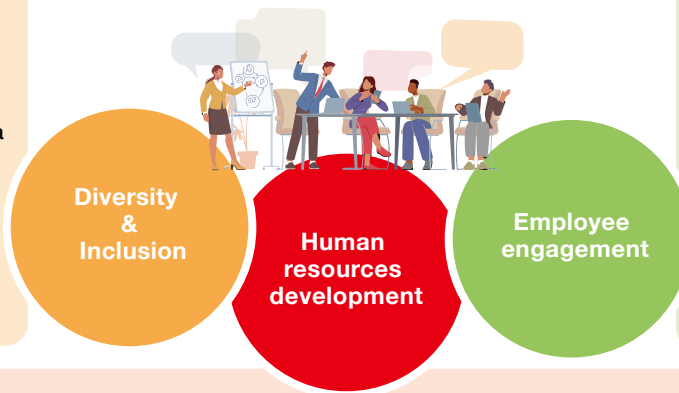 a
Diversity
&
Inclusion
Human
resources
development
Employee
engagement